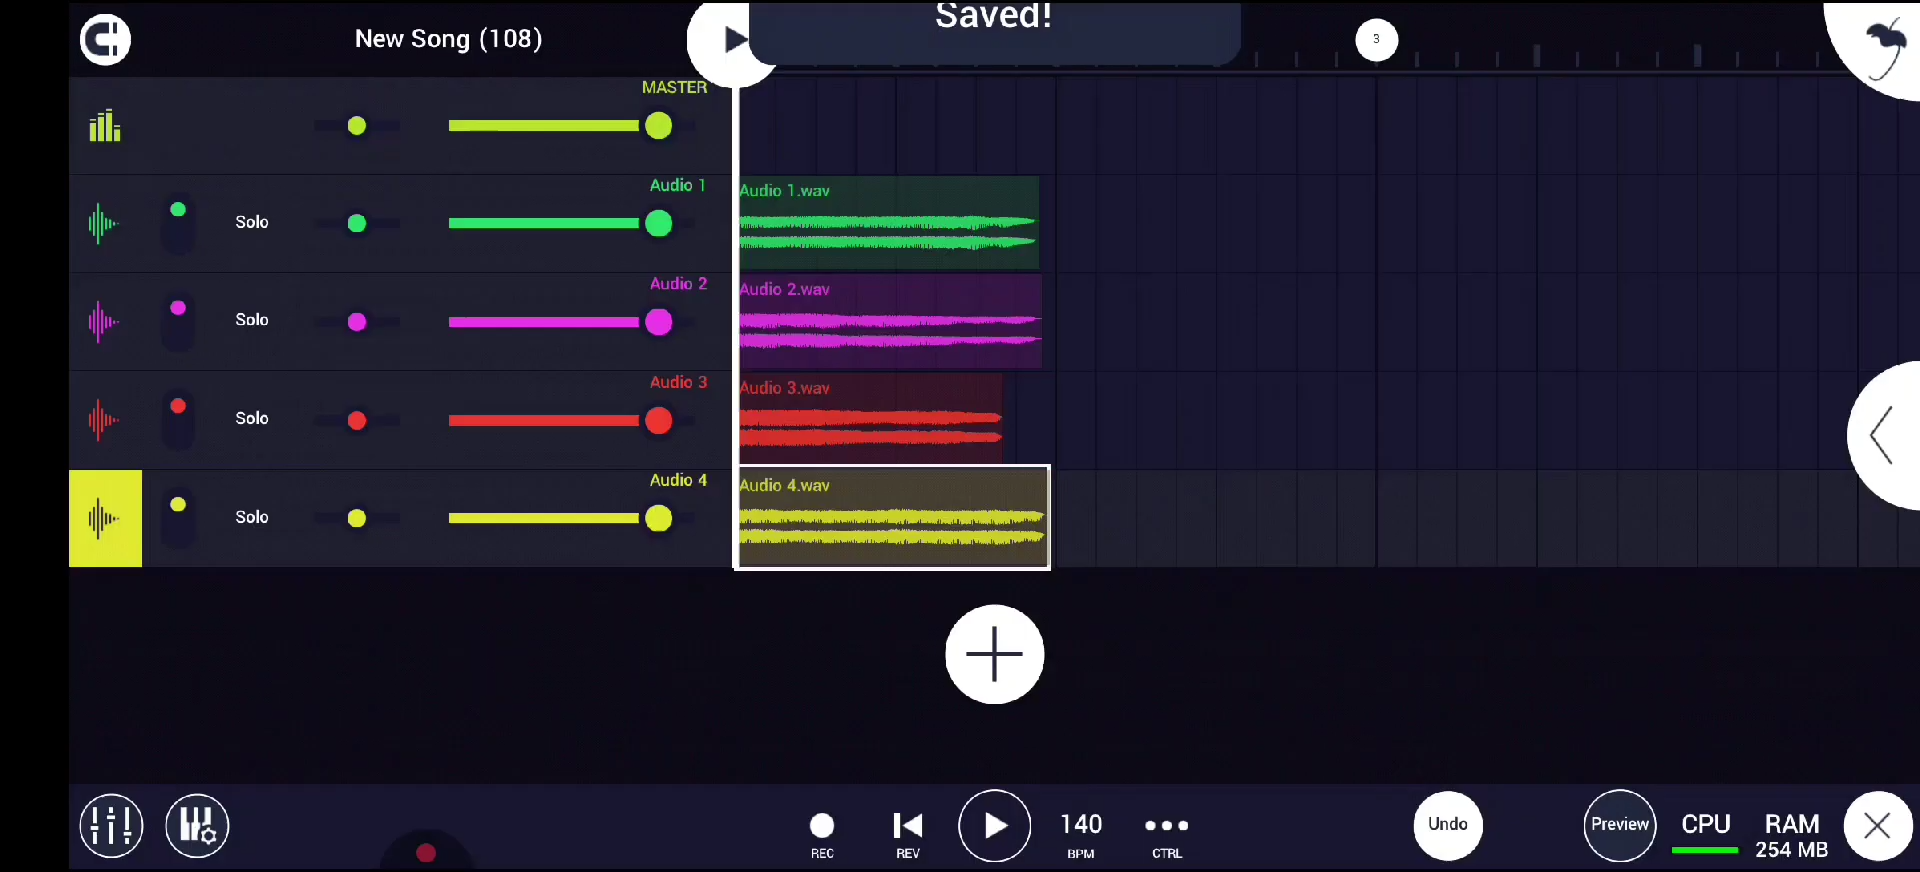 New Song (108)
Saved!
3
MASTER
Audio 1
Solo
Audio 1.wav
Audio 2
Solo
Audio 2.wav
Audio 3
Solo
Audio 3.wav
Audio 4
Solo
Audio 4.wav
REC
REV
140
BPM
CTRL
Undo
Preview
CPU
RAM
254 MB